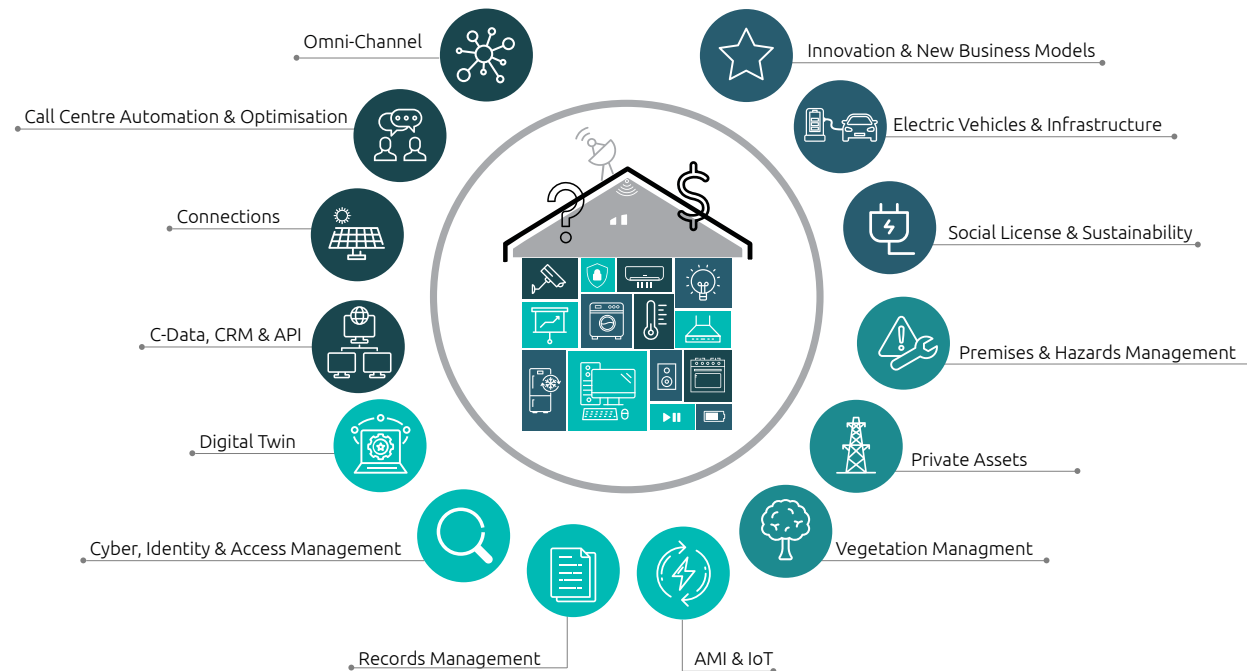 Omni-Channel
Innovation & New Business Models
Call Centre Automation & Optimisation
Electric Vehicles & Infrastructure
Connections
Social License & Sustainability
C-Data, CRM & API
Premises & Hazards Management
Digital Twin
Private Assets
Cyber, Identity & Access Management
Vegetation Managment
Records Management
AMI & IoT
? $